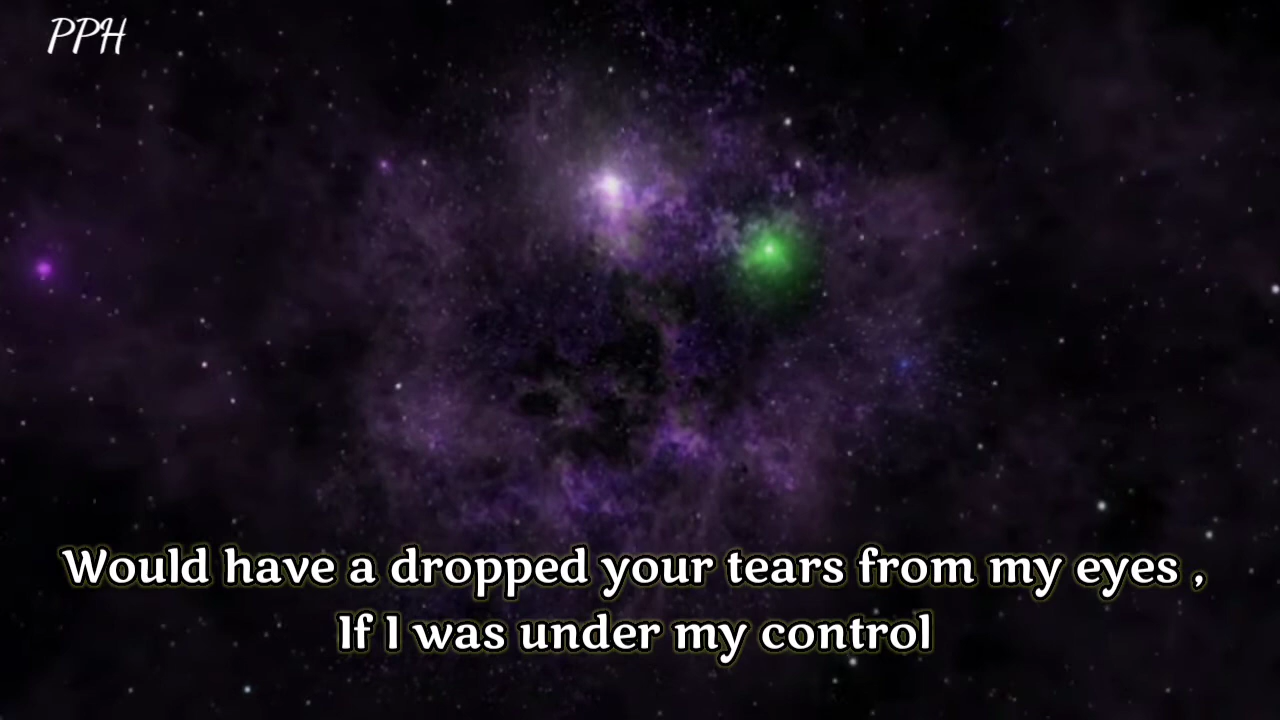 PPH
Would have a dropped your tears from my eyes ,
If I was under my control